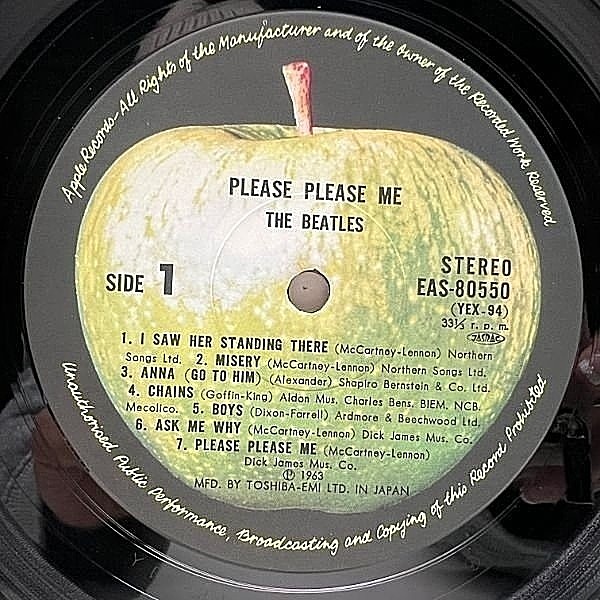 Apple Records-All Rights of the Manufacturer and of the Owner of the Recorded Work Reserved
PLEASE PLEASE ME
THE BEATLES
SIDE 1
STEREO
EAS-80550
(YEX-94)
33⅓ r. p. m.
JASRAC
1. I SAW HER STANDING THERE (McCartney-Lennon) Northern
Songs Ltd. 2. MISERY (McCartney-Lennon) Northern Songs Ltd.
3. ANNA (GO TO HIM) (Alexander) Shapiro Bernstein & Co. Ltd.
4. CHAINS (Goffin-King) Aldon Mus. Charles Bens. BIEM. NCB.
Mecolico. 5. BOYS (Dixon-Farrell) Ardmore & Beechwood Ltd.
6. ASK ME WHY (McCartney-Lennon) Dick James Mus. Co.
7. PLEASE PLEASE ME (McCartney-Lennon)
Dick James Mus. Co.
Ⓟ 1963
MFD. BY TOSHIBA-EMI LTD. IN JAPAN
Unauthorised Public Performance, Broadcasting and Copying of this Record Prohibited